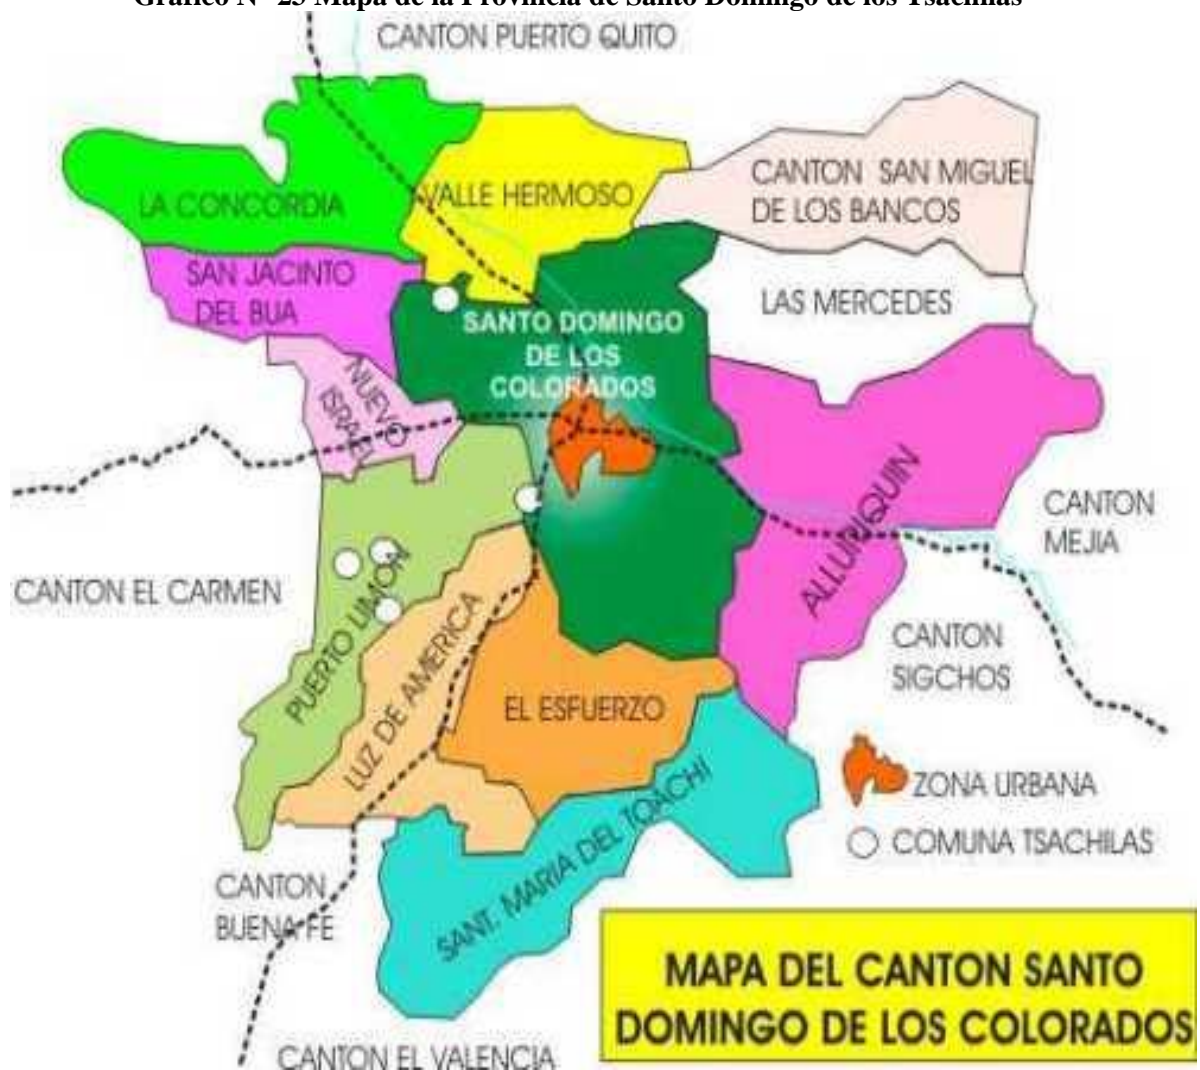 Gráfico N° 25 Mapa de la Provincia de Santo Domingo de los Tsáchilas
CANTON PUERTO QUITO
CANTON SAN MIGUEL
DE LOS BANCOS
LA CONCORDIA
VALLE HERMOSO
SAN JACINTO
DEL BUA
LAS MERCEDES
SANTO DOMINGO
DE LOS
COLORADOS
NUEVO
ISRAEL
ALLURIQUIN
CANTON
MEJIA
CANTON EL CARMEN
PUERTO LIMON
LUZ DE AMERICA
CANTON
SIGCHOS
EL ESFUERZO
ZONA URBANA
COMUNA TSACHILAS
SANT. MARIA DEL TOACHI
CANTON
BUENA FE
MAPA DEL CANTON SANTO
DOMINGO DE LOS COLORADOS
CANTON EL VALENCIA